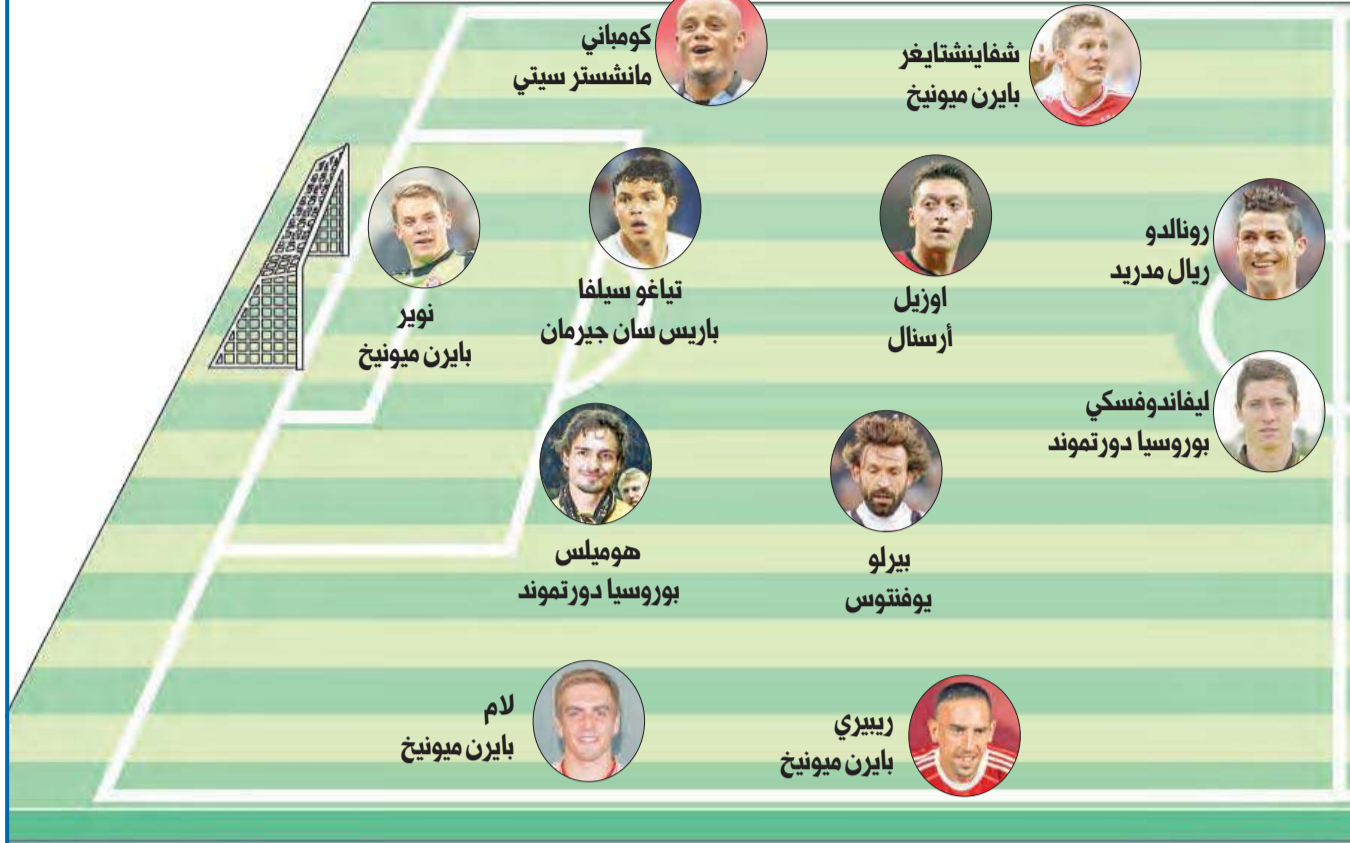 شفاينشتايغر
بايرن ميونيخ
كومباني
مانشستر سيتي
رونالدو
ريال مدريد
اوزيل
أرسنال
تياغو سيلفا
باريس سان جيرمان
نوير
بايرن ميونيخ
ليفاندوفسكي
بوروسيا دورتموند
بيرلو
يوفنتوس
هوميلس
بوروسيا دورتموند
ريبيري
بايرن ميونيخ
لام
بايرن ميونيخ